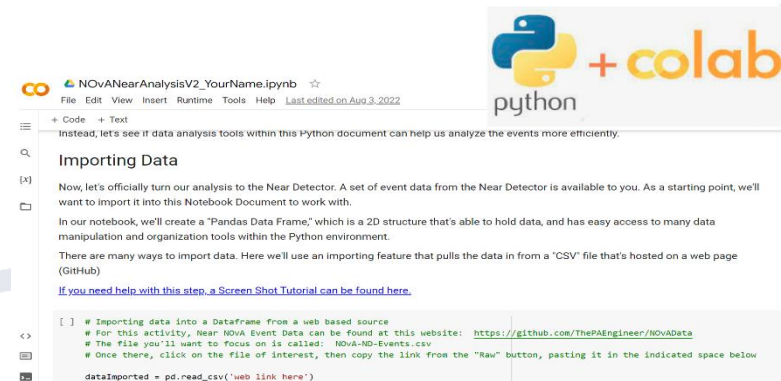 python
+ colab
NOvANearAnalysisV2_YourName.ipynb
File Edit View Insert Runtime Tools Help Last edited on Aug 3, 2022
+ Code + Text
Instead, let's see if data analysis tools within this Python document can help us analyze the events more efficiently.
Importing Data
Now, let's officially turn our analysis to the Near Detector. A set of event data from the Near Detector is available to you. As a starting point, we'll
want to import it into this Notebook Document to work with.
In our notebook, we'll create a "Pandas Data Frame," which is a 2D structure that's able to hold data, and has easy access to many data
manipulation and organization tools within the Python environment.
There are many ways to import data. Here we'll use an importing feature that pulls the data in from a "CSV" file that's hosted on a web page
(GitHub)
If you need help with this step, a Screen Shot Tutorial can be found here.
[ ] # Importing data into a Dataframe from a web based source
# For this activity, Near NOvA Event Data can be found at this website: https://github.com/ThePAEngineer/NOvAData
# The file you'll want to focus on is called: NOvA-ND-Events.csv
# Once there, click on the file of interest, then copy the link from the "Raw" button, pasting it in the indicated space below
dataImported = pd.read_csv('web link here')